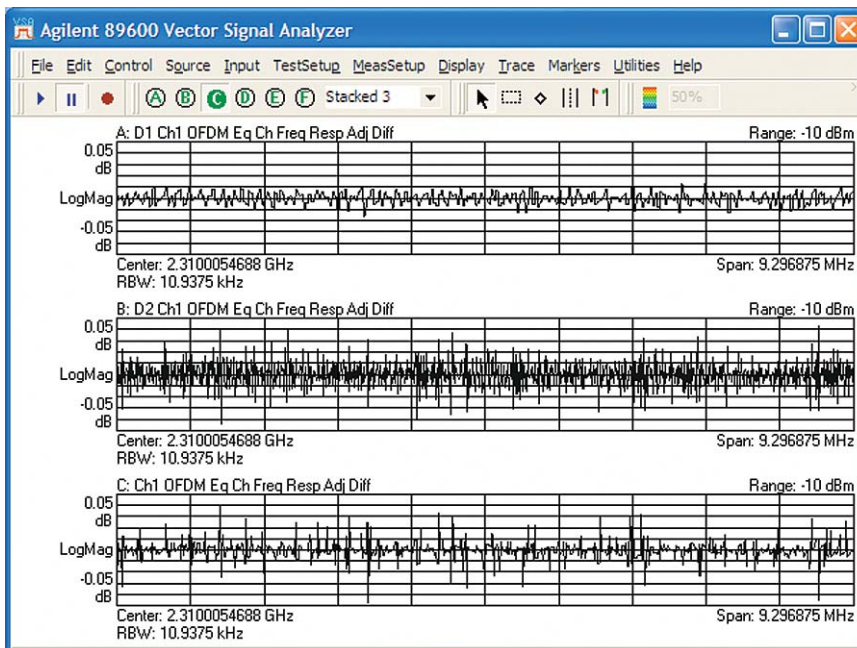 VSA
Agilent 89600 Vector Signal Analyzer
File Edit Control Source Input TestSetup MeasSetup Display Trace Markers Utilities Help
A B C D E F Stacked 3 50%
A: D1 Ch1 OFDM Eq Ch Freq Resp Adj Diff Range: -10 dBm
0.05
dB
LogMag
-0.05
dB
Center: 2.3100054688 GHz Span: 9.296875 MHz
RBW: 10.9375 kHz
B: D2 Ch1 OFDM Eq Ch Freq Resp Adj Diff Range: -10 dBm
0.05
dB
LogMag
-0.05
dB
Center: 2.3100054688 GHz Span: 9.296875 MHz
RBW: 10.9375 kHz
C: Ch1 OFDM Eq Ch Freq Resp Adj Diff Range: -10 dBm
0.05
dB
LogMag
-0.05
dB
Center: 2.3100054688 GHz Span: 9.296875 MHz
RBW: 10.9375 kHz